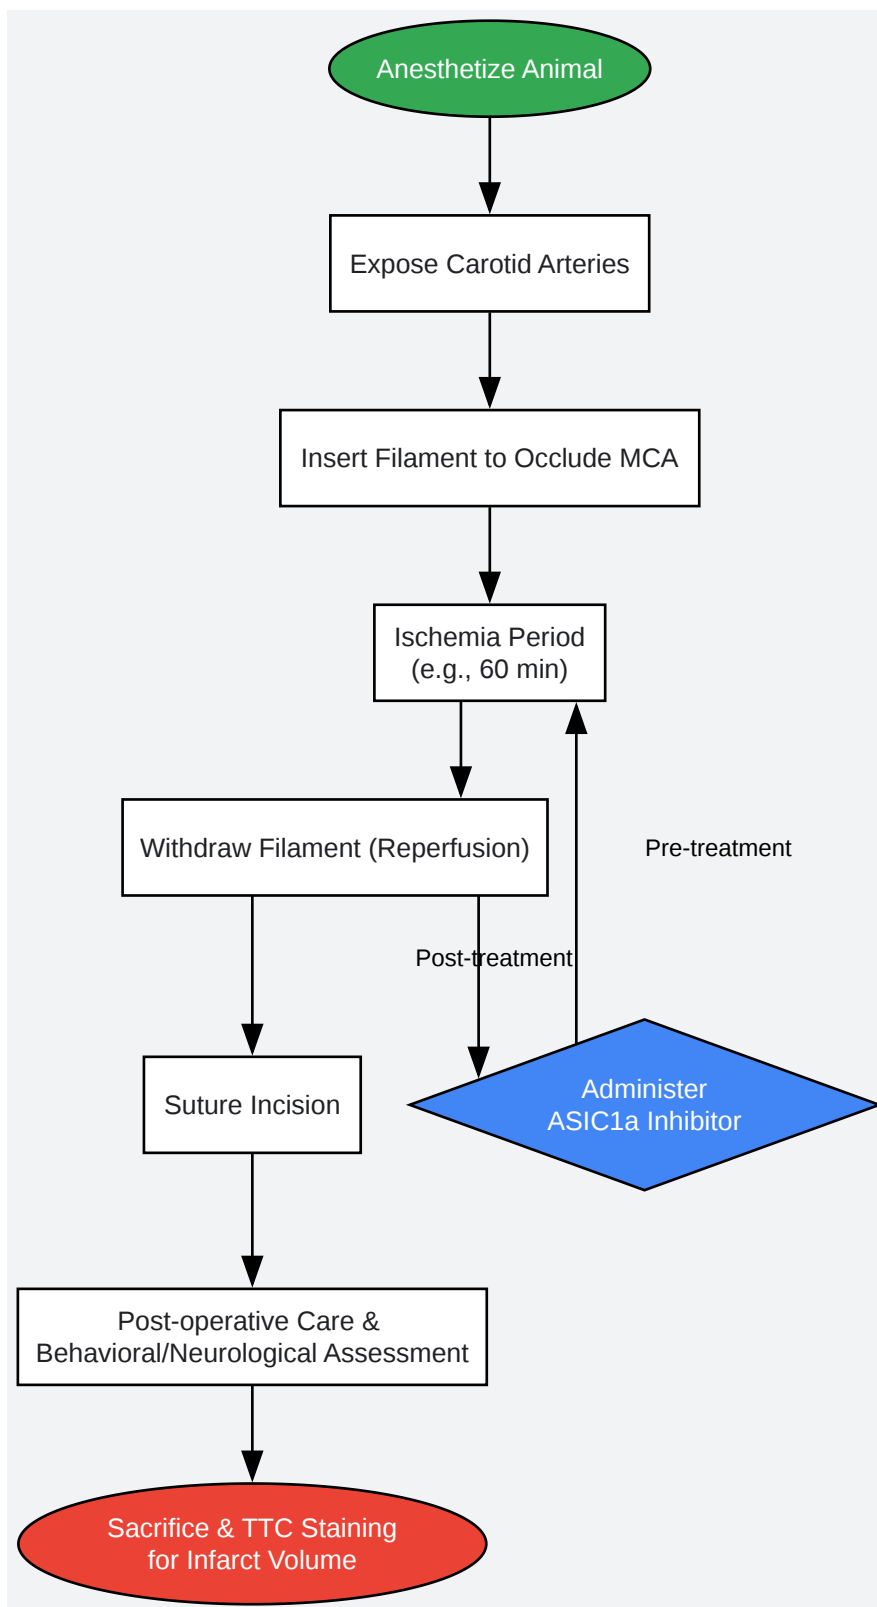 Anesthetize Animal
Expose Carotid Arteries
Insert Filament to Occlude MCA
Ischemia Period
(e.g., 60 min)
Withdraw Filament (Reperfusion)
Pre-treatment
Post-treatment
Suture Incision
Administer
ASIC1a Inhibitor
Post-operative Care &
Behavioral/Neurological Assessment
Sacrifice & TTC Staining
for Infarct Volume